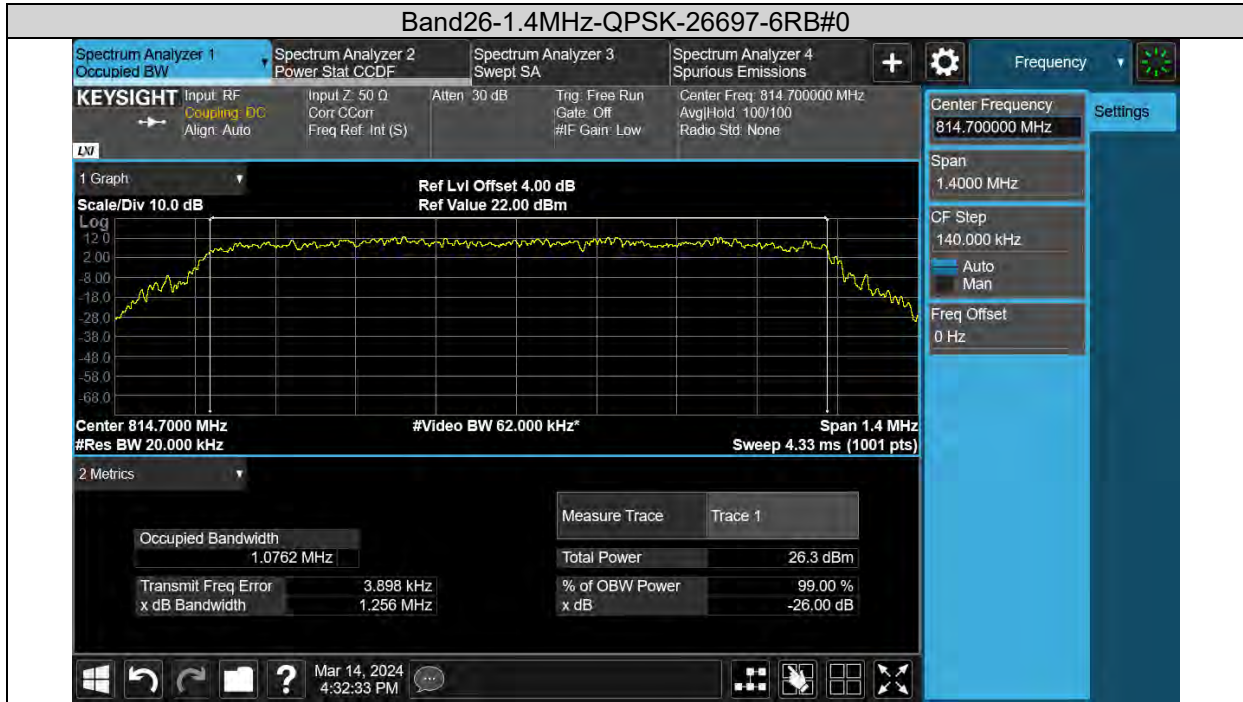 Band26-1.4MHz-QPSK-26697-6RB#0
Spectrum Analyzer 1
Occupied BW
Spectrum Analyzer 2
Power Stat CCDF
Spectrum Analyzer 3
Swept SA
Spectrum Analyzer 4
Spurious Emissions
+
Frequency
KEYSIGHT
LXI
Input: RF
Coupling: DC
Align: Auto
Input Z: 50 Ω
Corr CCorr
Freq Ref: Int (S)
Atten: 30 dB
Trig: Free Run
Gate: Off
#IF Gain: Low
Center Freq: 814.700000 MHz
Avg|Hold: 100/100
Radio Std: None
Center Frequency
814.700000 MHz
Settings
Span
1.4000 MHz
CF Step
140.000 kHz
Auto
Man
Freq Offset
0 Hz
1 Graph
Scale/Div 10.0 dB
Ref Lvl Offset 4.00 dB
Ref Value 22.00 dBm
Log
12.0
2.00
-8.00
-18.0
-28.0
-38.0
-48.0
-58.0
-68.0
Center 814.7000 MHz
#Res BW 20.000 kHz
#Video BW 62.000 kHz*
Span 1.4 MHz
Sweep 4.33 ms (1001 pts)
2 Metrics
Occupied Bandwidth
1.0762 MHz
Transmit Freq Error 3.898 kHz
x dB Bandwidth 1.256 MHz
Measure Trace Trace 1
Total Power 26.3 dBm
% of OBW Power 99.00 %
x dB -26.00 dB
?
Mar 14, 2024
4:32:33 PM